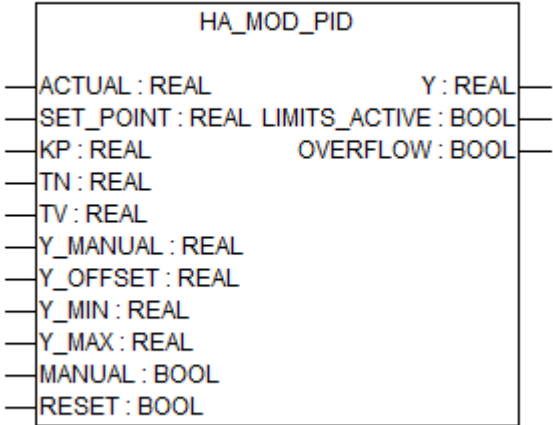 HA_MOD_PID
ACTUAL : REAL Y : REAL
SET_POINT : REAL LIMITS_ACTIVE : BOOL
KP : REAL OVERFLOW : BOOL
TN : REAL
TV : REAL
Y_MANUAL : REAL
Y_OFFSET : REAL
Y_MIN : REAL
Y_MAX : REAL
MANUAL : BOOL
RESET : BOOL